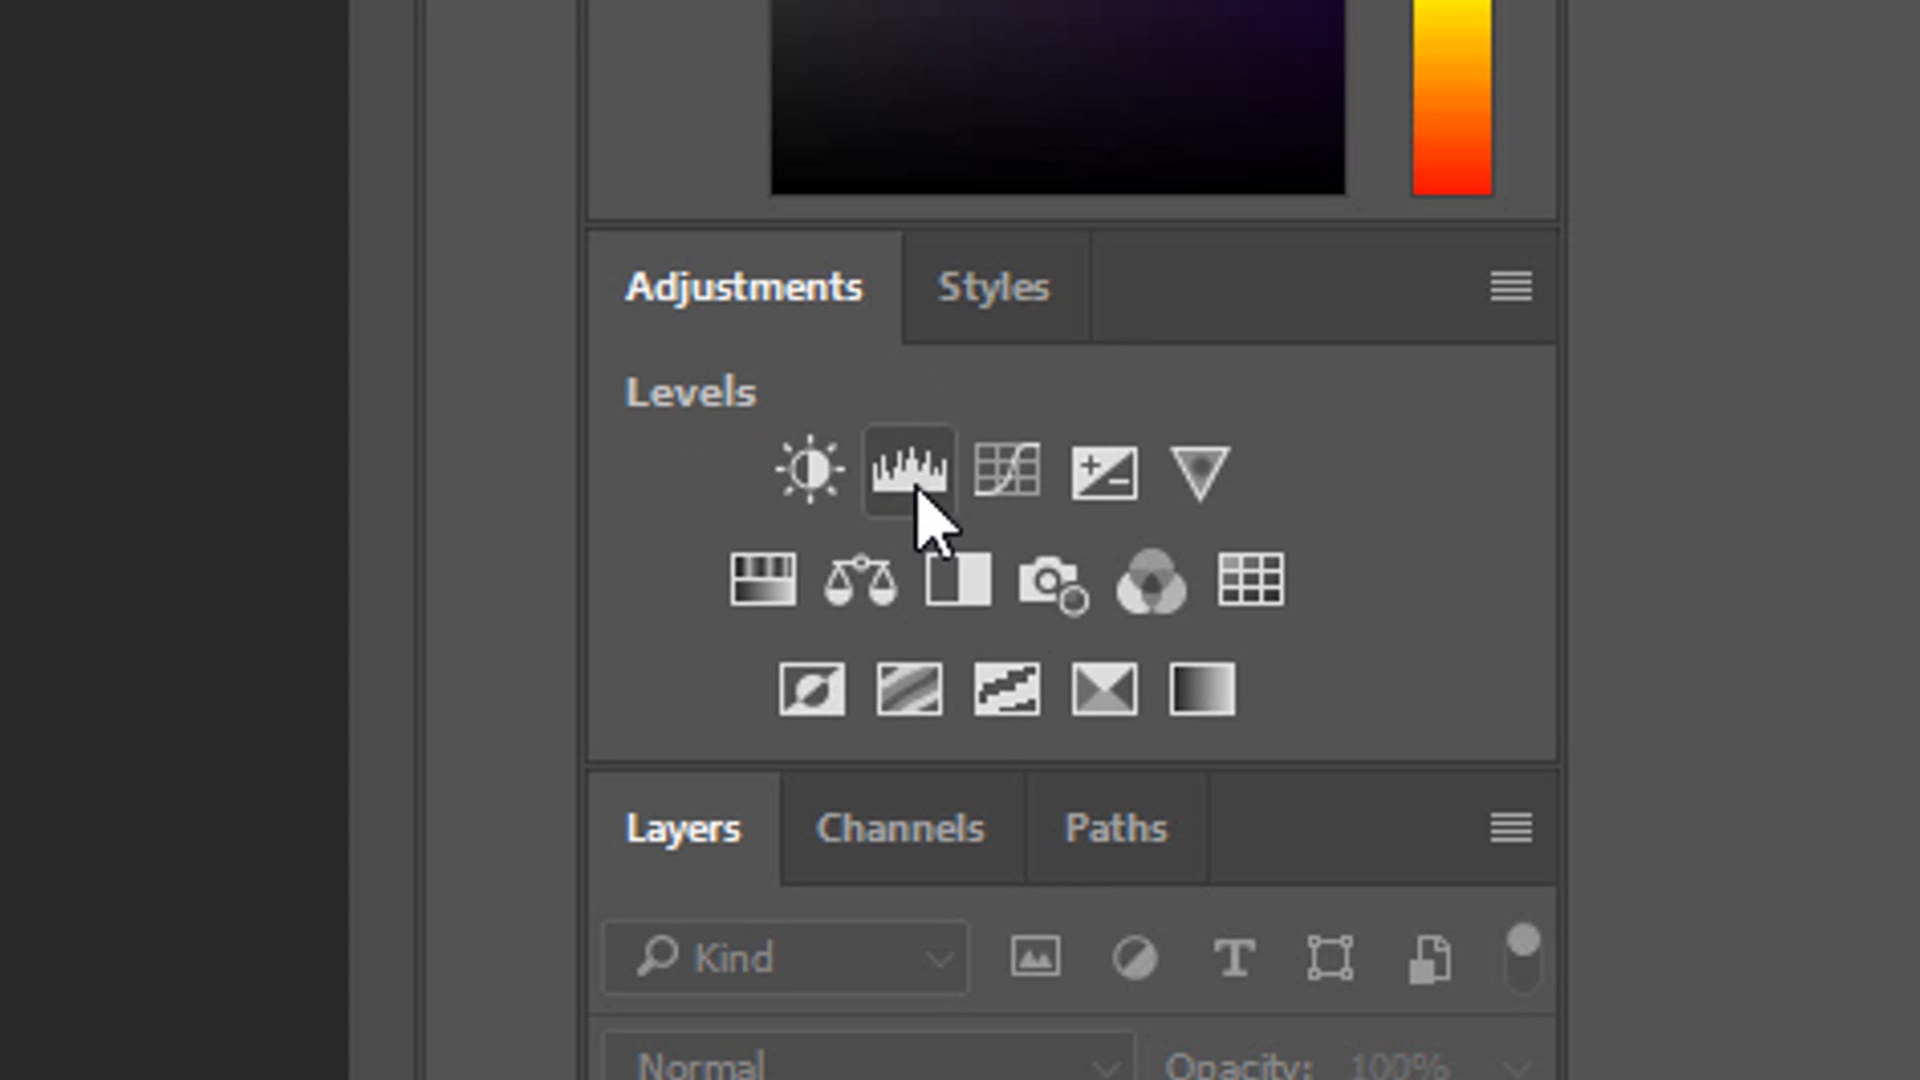 Adjustments Styles
Levels
Layers Channels Paths
Kind
Normal Opacity: 100%